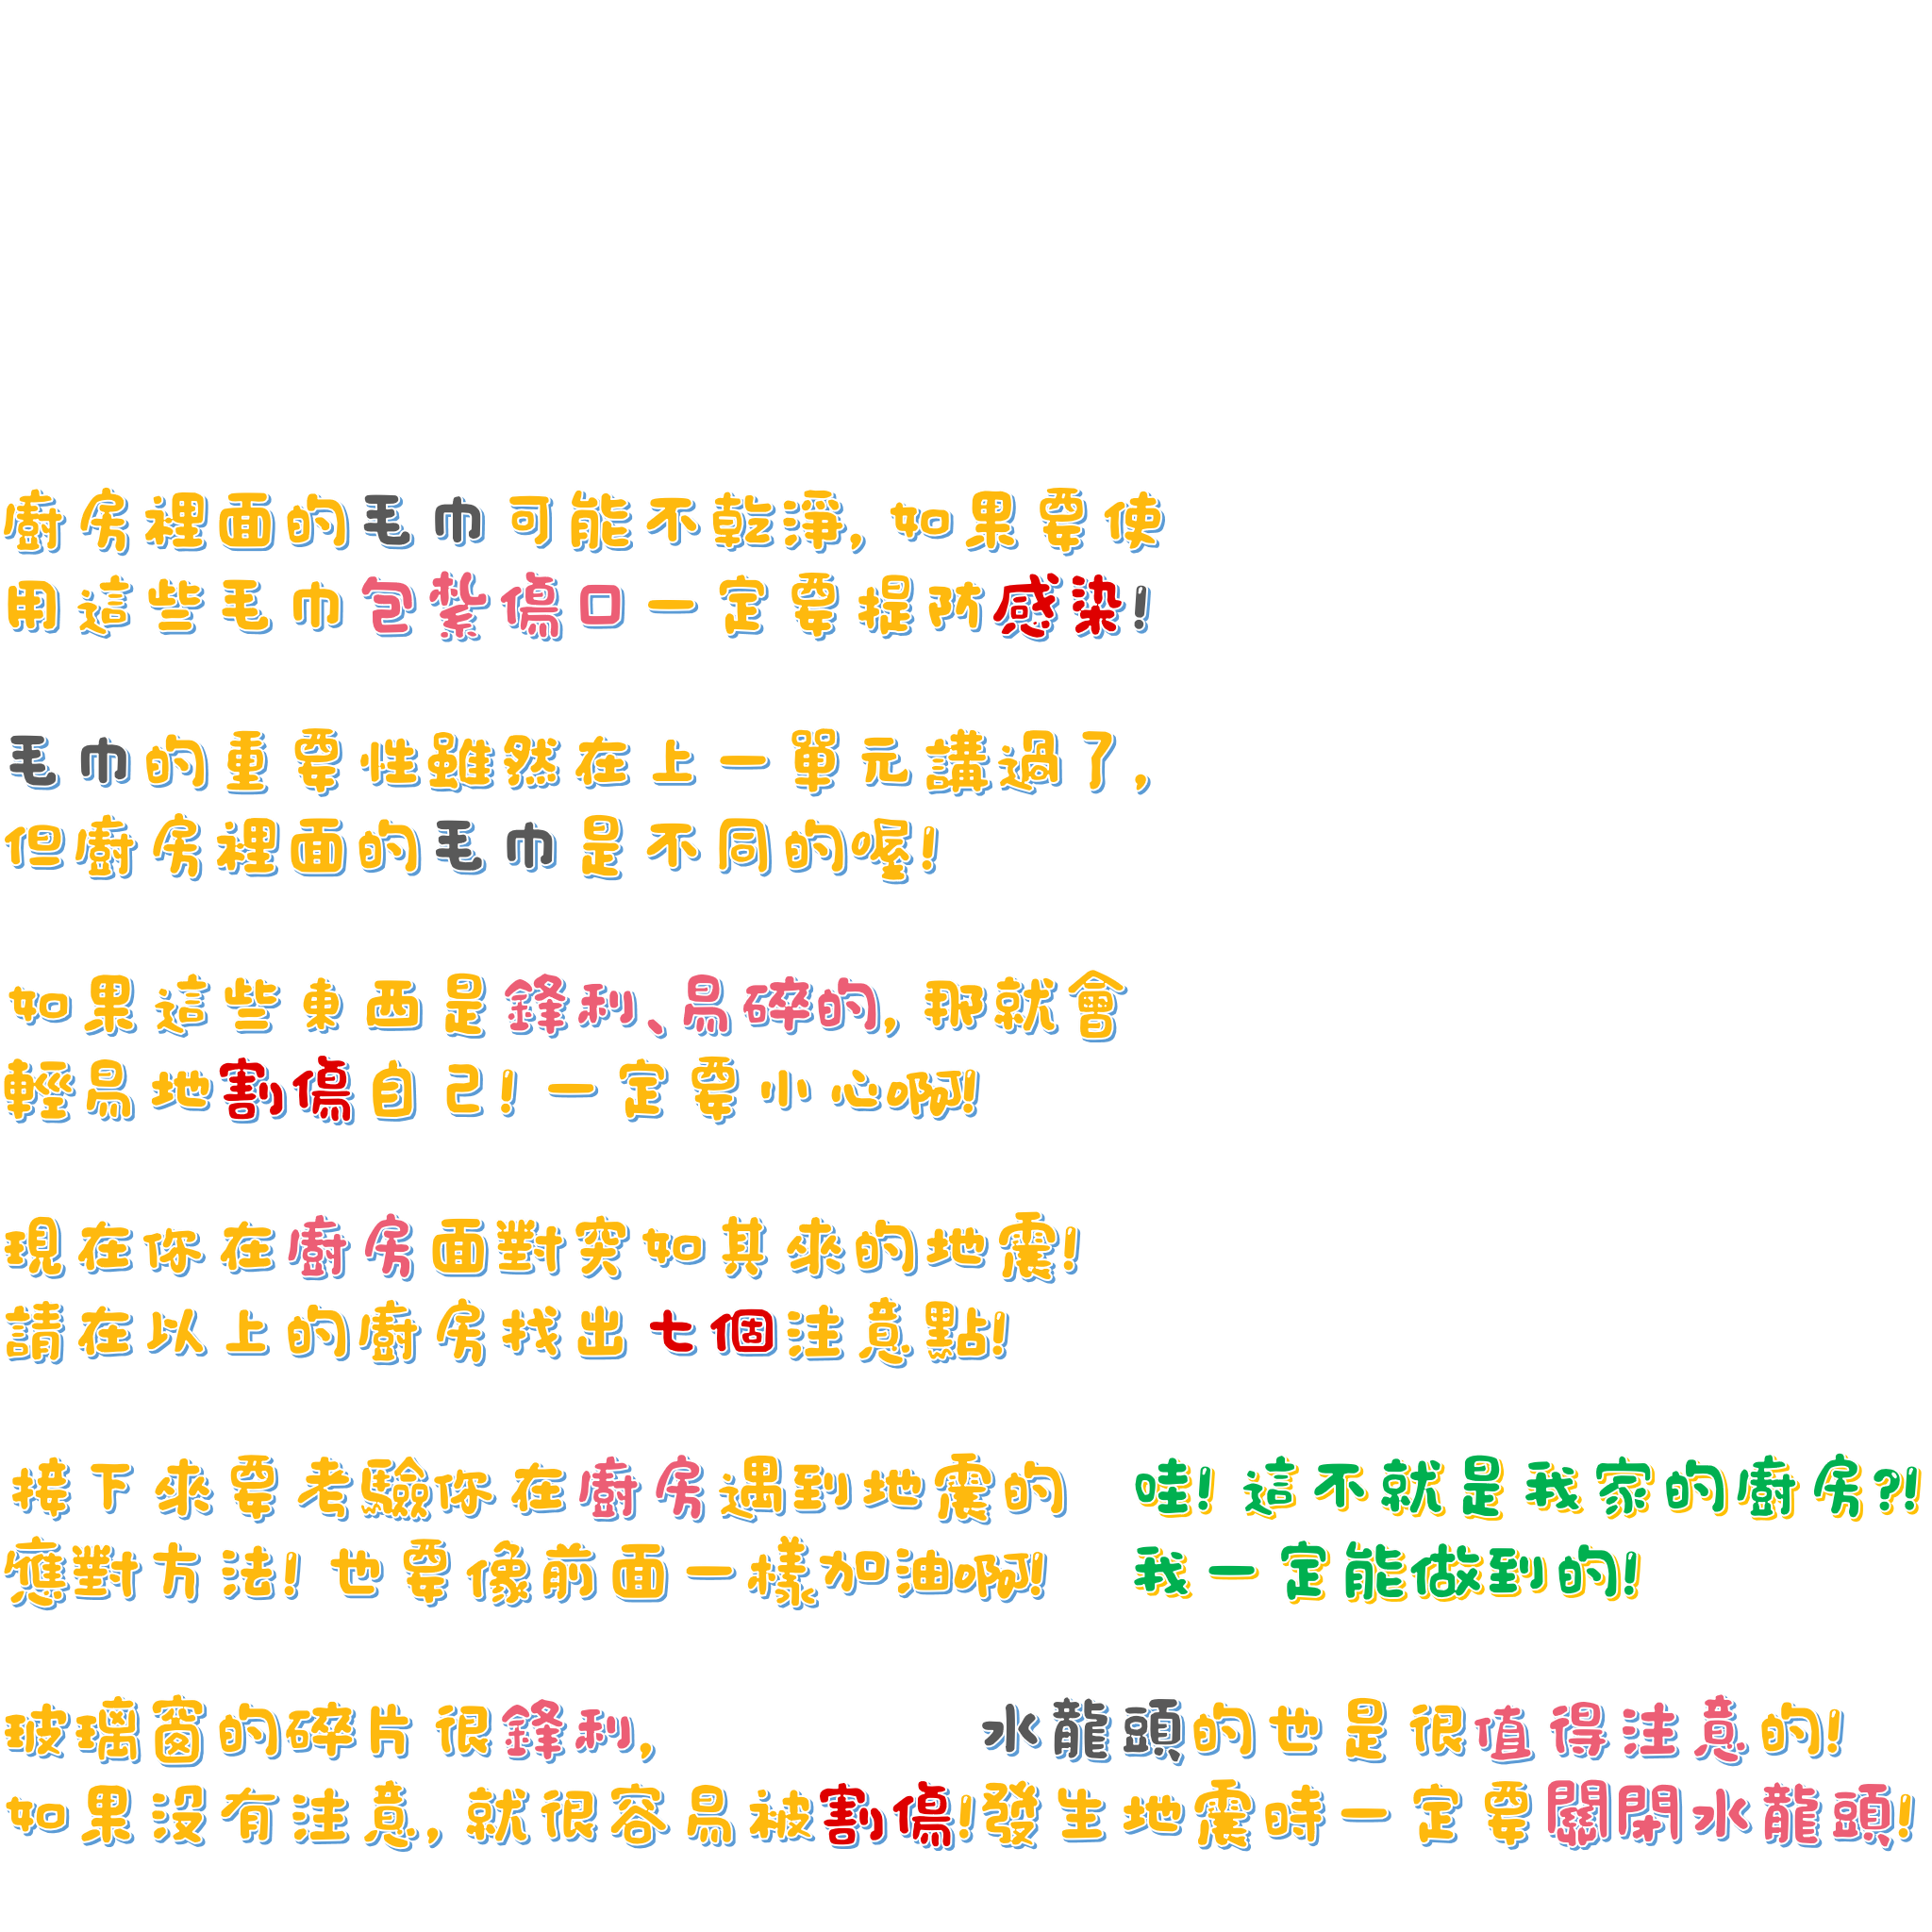 廚房裡面的毛巾可能不乾淨，如果要使
用這些毛巾包紮傷口一定要提防感染！
毛巾的重要性雖然在上一單元講過了，
但廚房裡面的毛巾是不同的喔！
如果這些東西是鋒利、易碎的，那就會
輕易地割傷自己！一定要小心啊！
現在你在廚房面對突如其來的地震！
請在以上的廚房找出七個注意點！
接下來要考驗你在廚房遇到地震的
應對方法！也要像前面一樣加油啊！
哇！這不就是我家的廚房?!
我一定能做到的！
玻璃窗的碎片很鋒利，
如果沒有注意，就很容易被割傷！
水龍頭的也是很值得注意的！
發生地震時一定要關閉水龍頭！